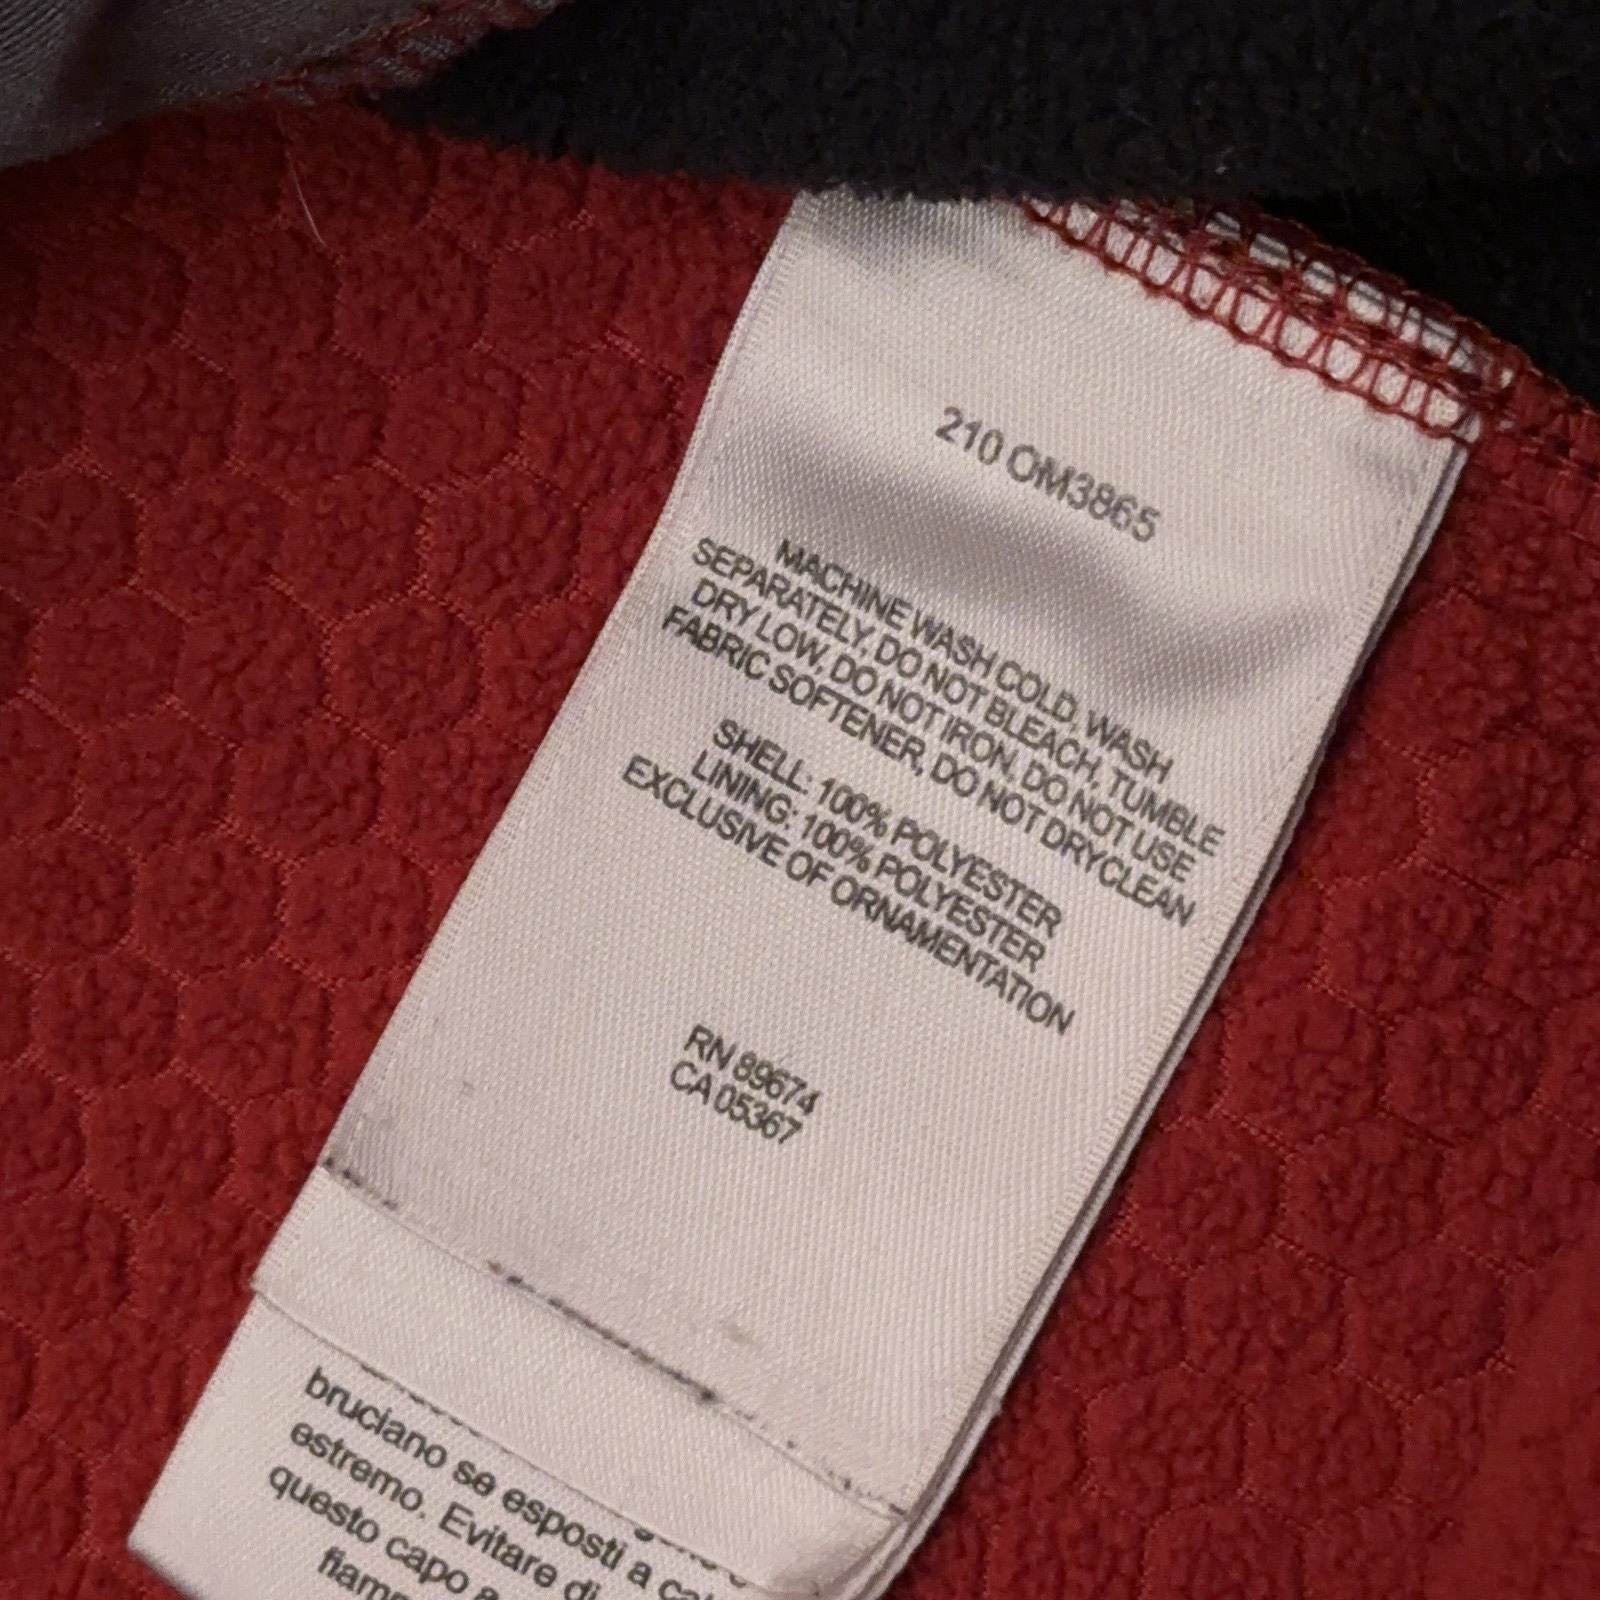 210 OM3865
MACHINE WASH COLD, WASH
SEPARATELY, DO NOT BLEACH, TUMBLE
DRY LOW, DO NOT IRON, DO NOT USE
FABRIC SOFTENER, DO NOT DRYCLEAN
SHELL: 100% POLYESTER
LINING: 100% POLYESTER
EXCLUSIVE OF ORNAMENTATION
RN 89674
CA 05367
bruciano se esposti a
estremo. Evitare di
questo capo a